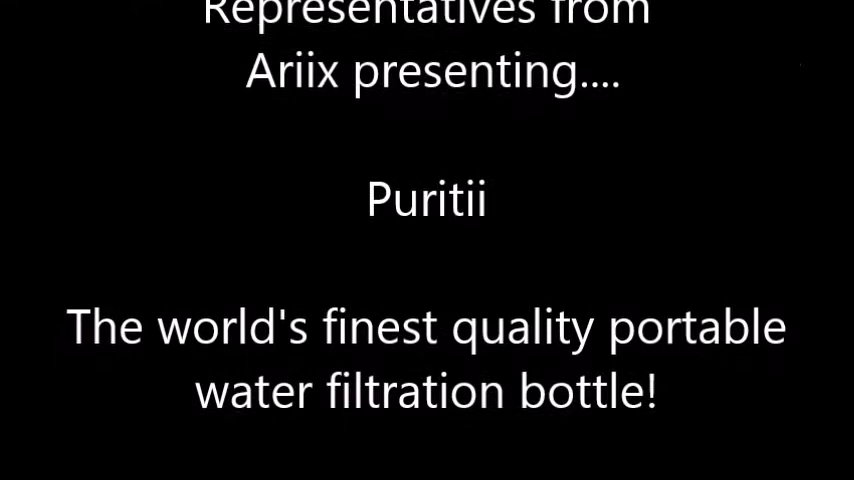 Representatives from
Ariix presenting....
Puritii
The world's finest quality portable
water filtration bottle!